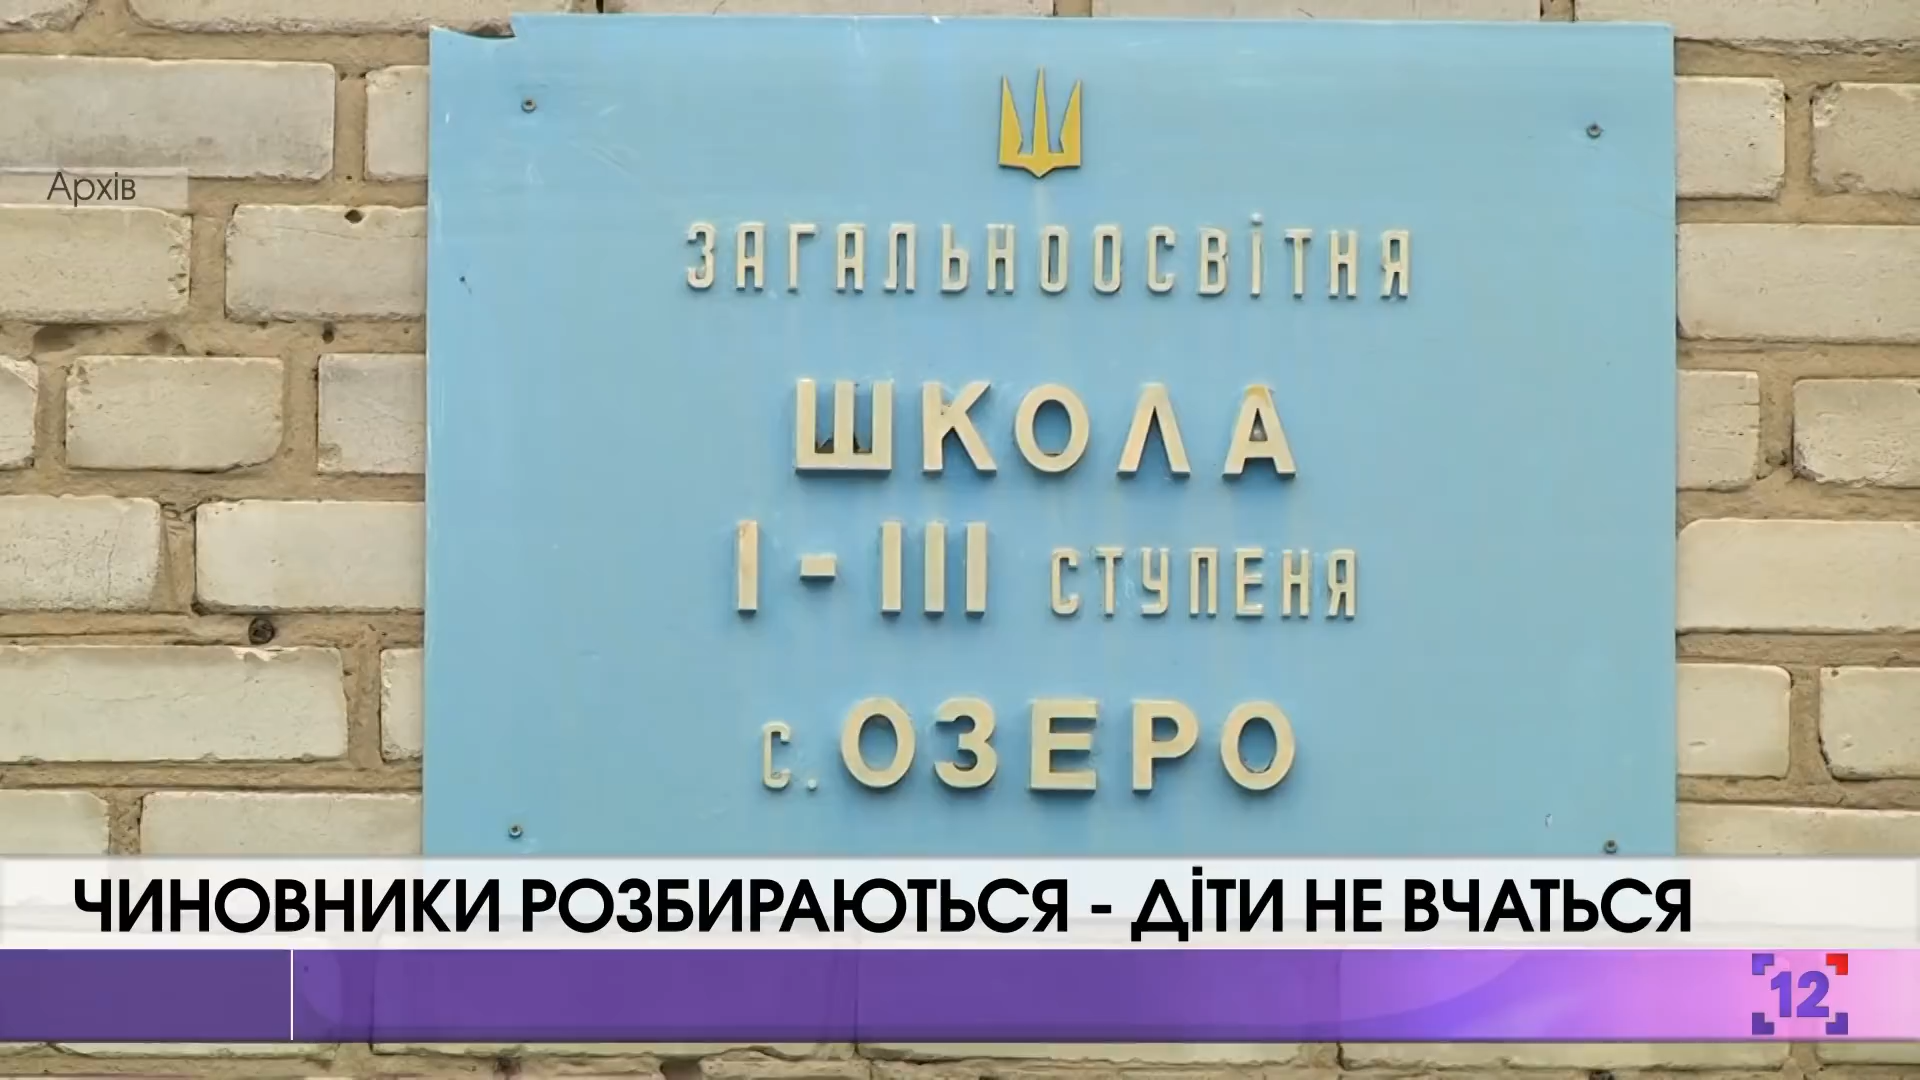 Архів
ЗАГАЛЬНООСВІТНЯ
ШКОЛА
І - ІІІ СТУПЕНЯ
с. ОЗЕРО
ЧИНОВНИКИ РОЗБИРАЮТЬСЯ - ДіТИ НЕ ВЧАТЬСЯ
12